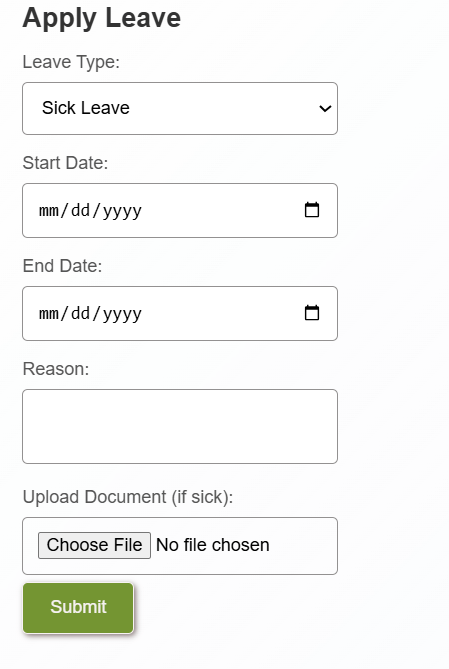 Apply Leave
Leave Type:
Sick Leave
Start Date:
mm/dd/yyyy
End Date:
mm/dd/yyyy
Reason:
Upload Document (if sick):
Choose File No file chosen
Submit